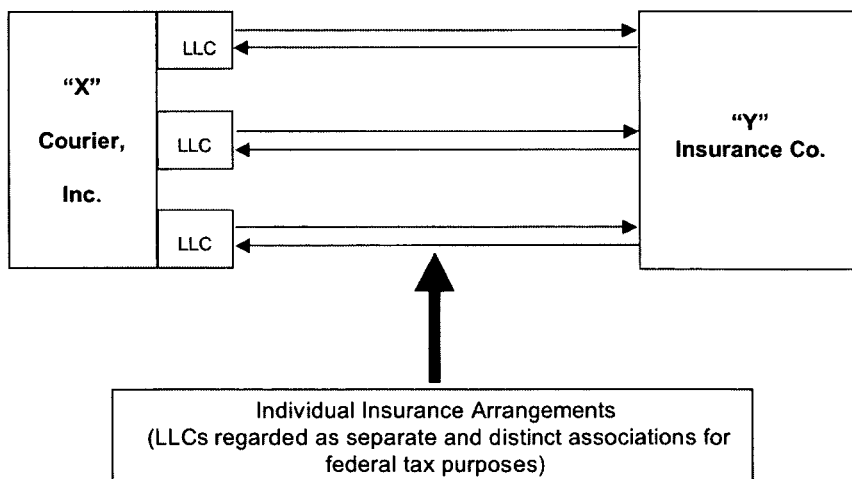 LLC
“X”
Courier,
Inc.
LLC
LLC
“Y”
Insurance Co.
Individual Insurance Arrangements
(LLCs regarded as separate and distinct associations for
federal tax purposes)